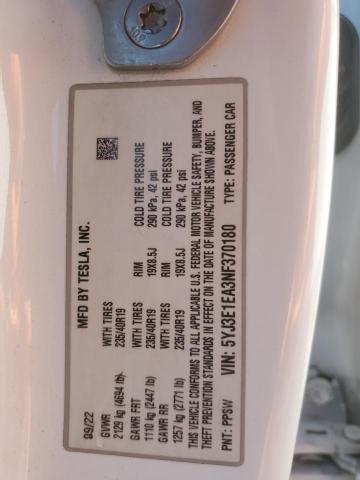 MFD BY TESLA, INC.
09/22
GVWR WITH TIRES RIM COLD TIRE PRESSURE
2129 kg (4694 lb) 235/40R19 19X8.5J 290 kPa, 42 psi
GAWR FRT WITH TIRES RIM COLD TIRE PRESSURE
1110 kg (2447 lb) 235/40R19 19X8.5J 290 kPa, 42 psi
GAWR RR
1257 kg (2771 lb) 235/40R19
THIS VEHICLE CONFORMS TO ALL APPLICABLE U.S. FEDERAL MOTOR VEHICLE SAFETY, BUMPER, AND
THEFT PREVENTION STANDARDS IN EFFECT ON THE DATE OF MANUFACTURE SHOWN ABOVE.
VIN: 5YJ3E1EA3NF370180
PNT: PPSW TYPE: PASSENGER CAR